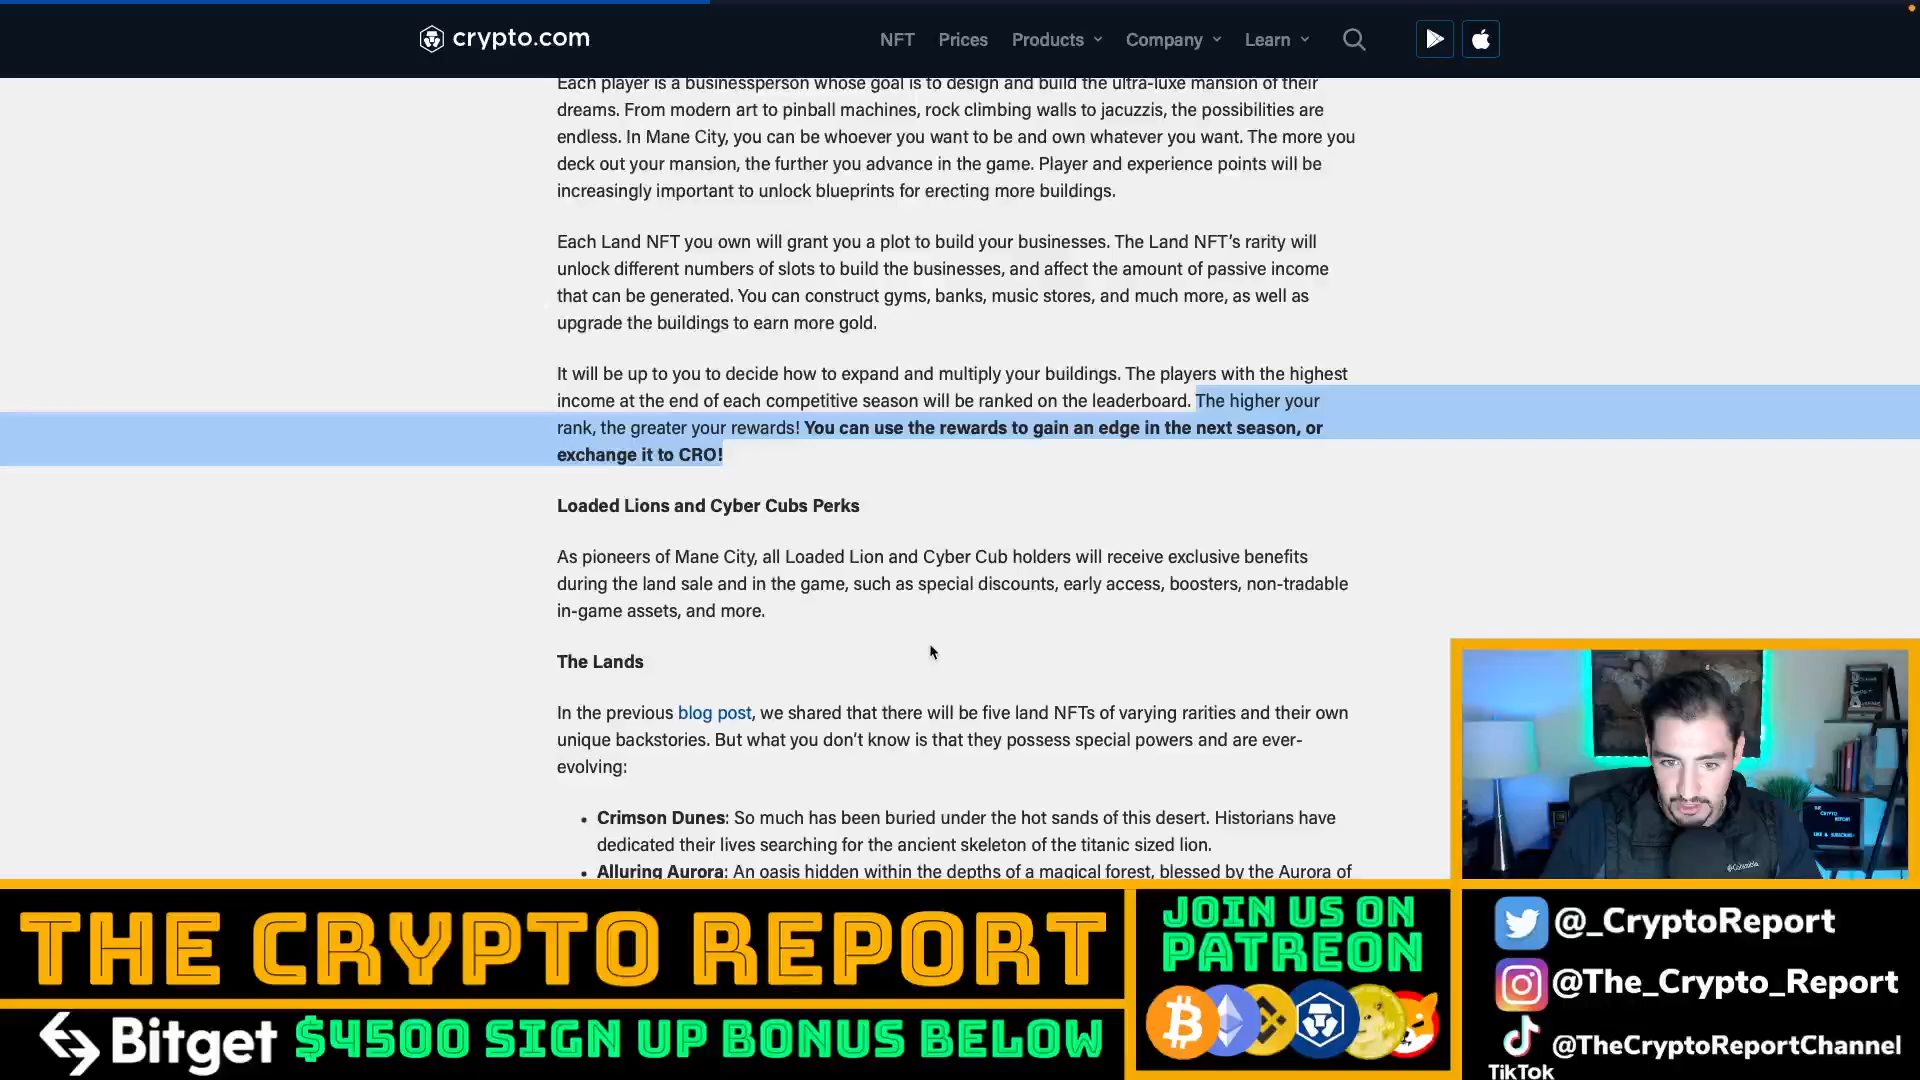 crypto.com
NFT Prices Products Company Learn
Each player is a businessperson whose goal is to design and build the ultra-luxe mansion of their
dreams. From modern art to pinball machines, rock climbing walls to jacuzzis, the possibilities are
endless. In Mane City, you can be whoever you want to be and own whatever you want. The more you
deck out your mansion, the further you advance in the game. Player and experience points will be
increasingly important to unlock blueprints for erecting more buildings.
Each Land NFT you own will grant you a plot to build your businesses. The Land NFT’s rarity will
unlock different numbers of slots to build the businesses, and affect the amount of passive income
that can be generated. You can construct gyms, banks, music stores, and much more, as well as
upgrade the buildings to earn more gold.
It will be up to you to decide how to expand and multiply your buildings. The players with the highest
income at the end of each competitive season will be ranked on the leaderboard. The higher your
rank, the greater your rewards! You can use the rewards to gain an edge in the next season, or
exchange it to CRO!
Loaded Lions and Cyber Cubs Perks
As pioneers of Mane City, all Loaded Lion and Cyber Cub holders will receive exclusive benefits
during the land sale and in the game, such as special discounts, early access, boosters, non-tradable
in-game assets, and more.
The Lands
In the previous blog post, we shared that there will be five land NFTs of varying rarities and their own
unique backstories. But what you don’t know is that they possess special powers and are ever-
evolving:
• Crimson Dunes: So much has been buried under the hot sands of this desert. Historians have
dedicated their lives searching for the ancient skeleton of the titanic sized lion.
• Alluring Aurora: An oasis hidden within the depths of a magical forest, blessed by the Aurora of
Columbia
THE CRYPTO REPORT
Bitget $4500 SIGN UP BONUS BELOW
JOIN US ON
PATREON
@_CryptoReport
@The_Crypto_Report
@TheCryptoReportChannel
TikTok